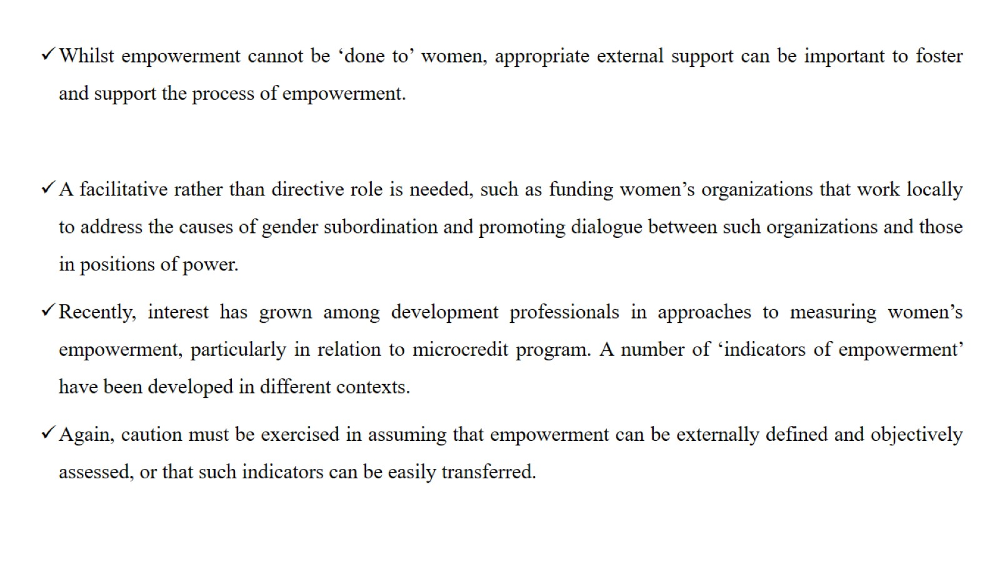 ✓ Whilst empowerment cannot be ‘done to’ women, appropriate external support can be important to foster
and support the process of empowerment.
✓ A facilitative rather than directive role is needed, such as funding women’s organizations that work locally
to address the causes of gender subordination and promoting dialogue between such organizations and those
in positions of power.
✓ Recently, interest has grown among development professionals in approaches to measuring women’s
empowerment, particularly in relation to microcredit program. A number of ‘indicators of empowerment’
have been developed in different contexts.
✓ Again, caution must be exercised in assuming that empowerment can be externally defined and objectively
assessed, or that such indicators can be easily transferred.